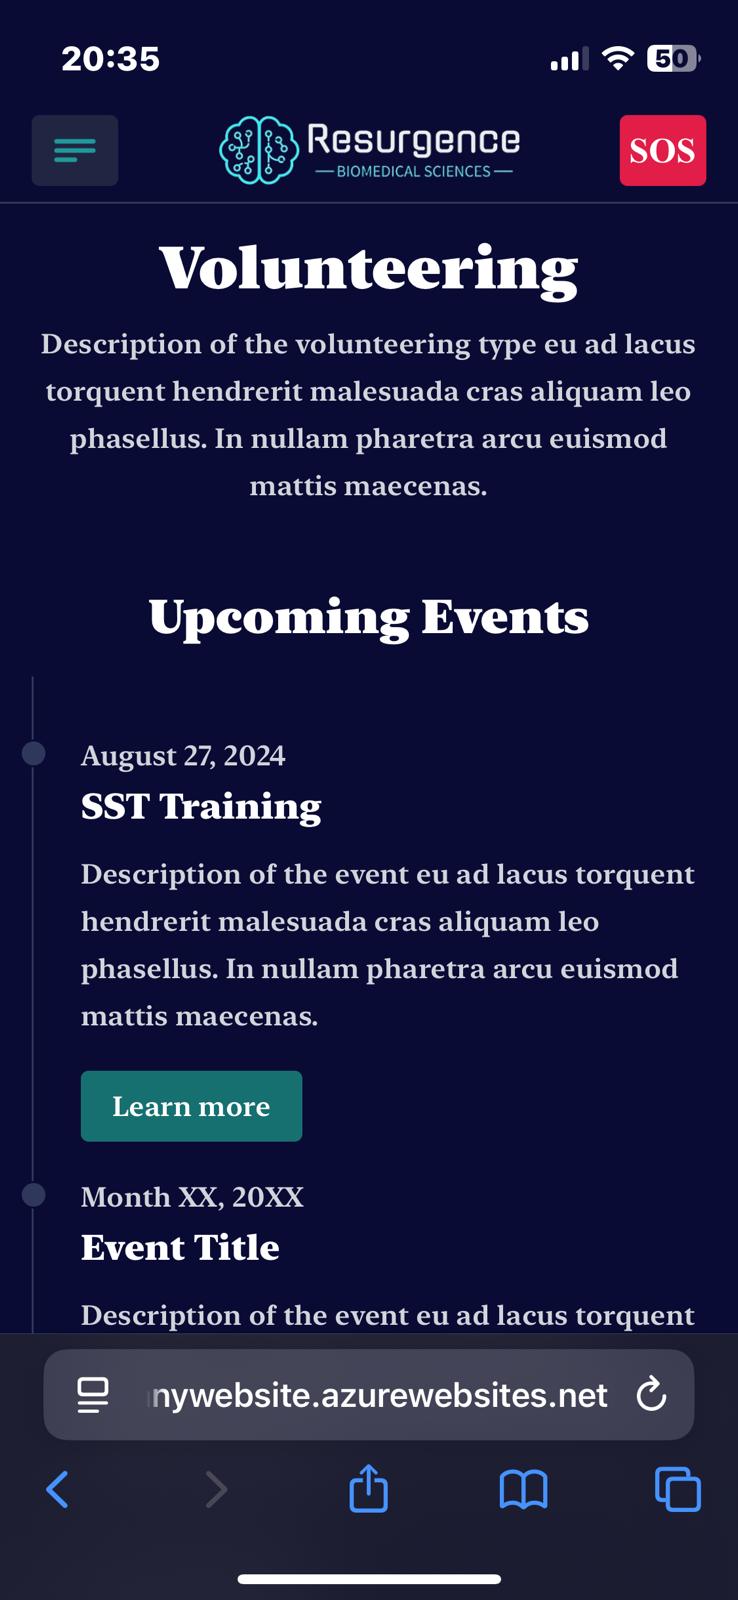 20:35
50
Resurgence
BIOMEDICAL SCIENCES
SOS
Volunteering
Description of the volunteering type eu ad lacus
torquent hendrerit malesuada cras aliquam leo
phasellus. In nullam pharetra arcu euismod
mattis maecenas.
Upcoming Events
August 27, 2024
SST Training
Description of the event eu ad lacus torquent
hendrerit malesuada cras aliquam leo
phasellus. In nullam pharetra arcu euismod
mattis maecenas.
Learn more
Month XX, 20XX
Event Title
Description of the event eu ad lacus torquent
nywebsite.azurewebsites.net